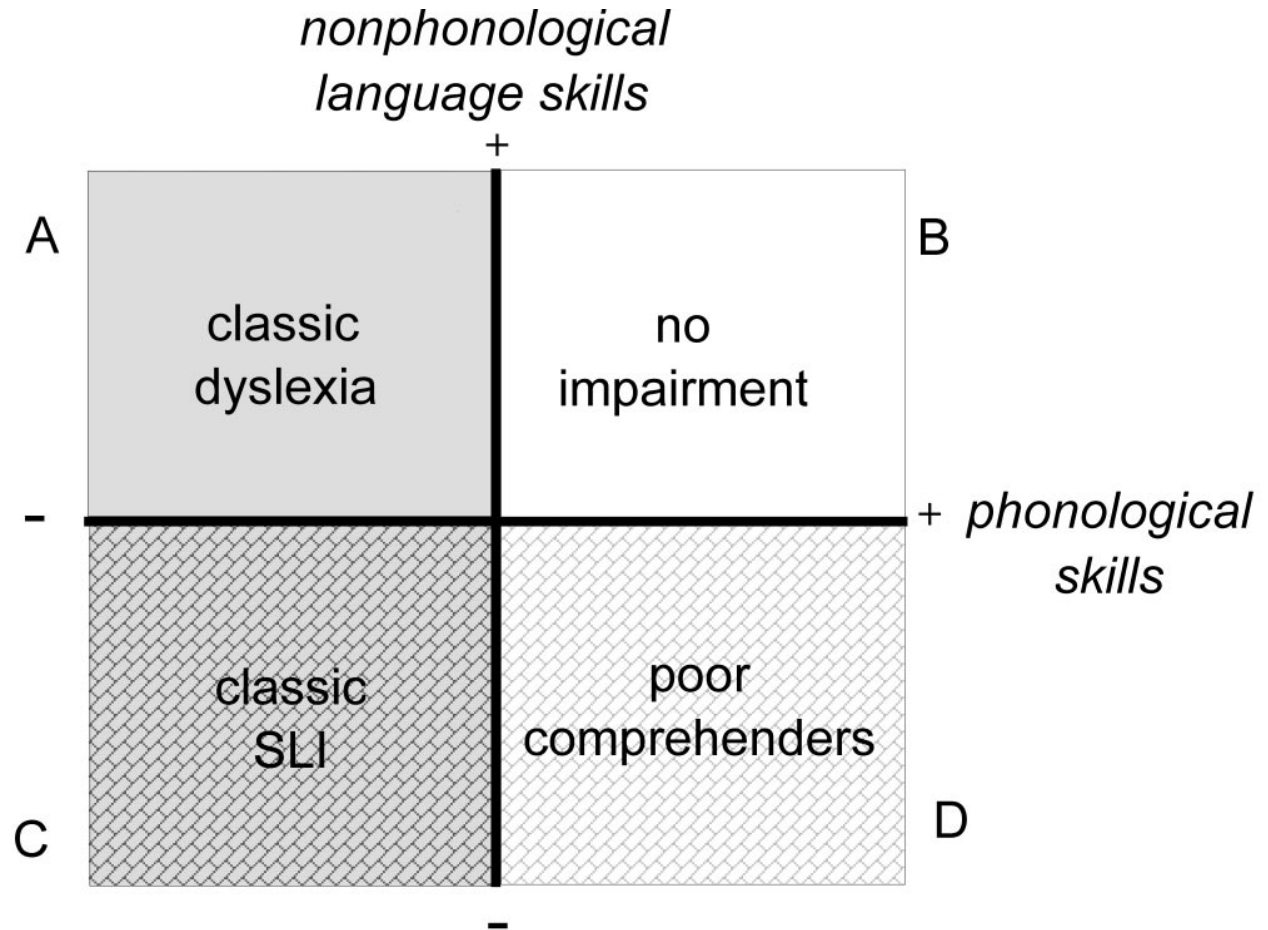 nonphonological
language skills
+
A
B
classic
dyslexia
no
impairment
-
+ phonological
skills
classic
SLI
poor
comprehenders
C
D
-